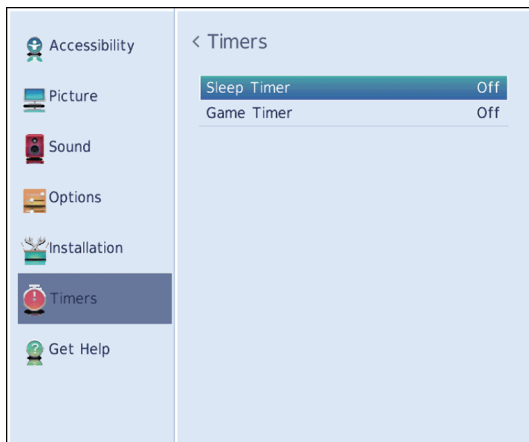 Accessibility
Picture
Sound
Options
Installation
Timers
Get Help
< Timers
Sleep Timer Off
Game Timer Off